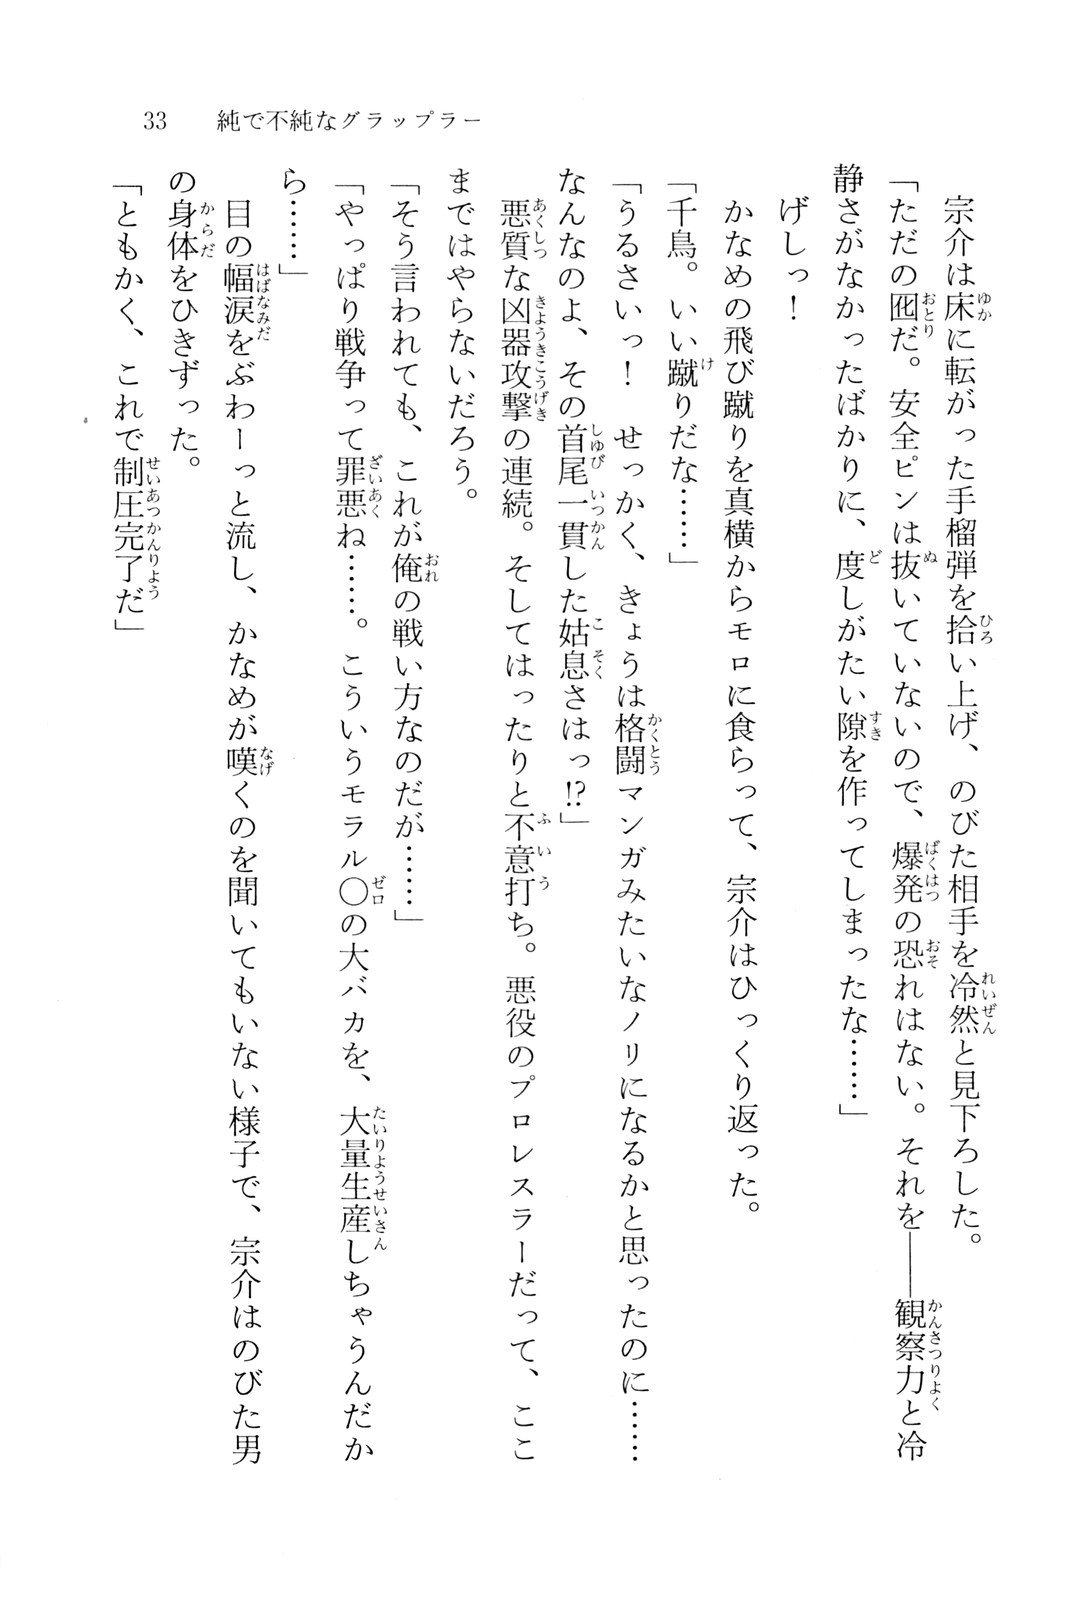 33　純で不純なグラップラー
　宗介は床に転がった手榴弾を拾い上げ、のびた相手を冷然と見下ろした。
「ただの囮だ。安全ピンは抜いていないので、爆発の恐れはない。それを――観察力と冷
静さがなかったばかりに、度しがたい隙を作ってしまったな……」
　げしっ！
　かなめの飛び蹴りを真横からモロに食らって、宗介はひっくり返った。
「千鳥。いい蹴りだな……」
「うるさいっ！　せっかく、きょうは格闘マンガみたいなノリになるかと思ったのに……
なんなのよ、その首尾一貫した姑息さはっ!?」
　悪質な凶器攻撃の連続。そしてはったりと不意打ち。悪役のプロレスラーだって、ここ
まではやらないだろう。
「そう言われても、これが俺の戦い方なのだが……」
「やっぱり戦争って罪悪ね……。こういうモラル〇の大バカを、大量生産しちゃうんだか
ら……」
　目の幅涙をぶわーっと流し、かなめが嘆くのを聞いてもいない様子で、宗介はのびた男
の身体をひきずった。
「ともかく、これで制圧完了だ」